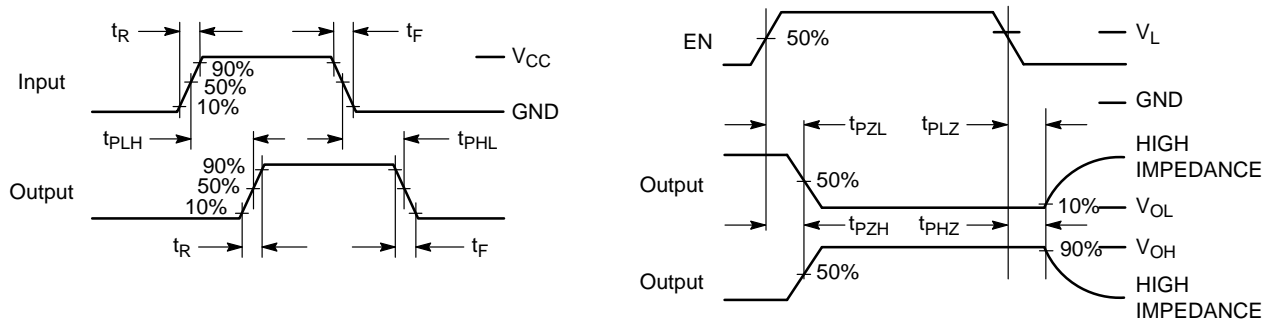 t_R
t_F
V_CC
90%
50%
10%
Input
GND
t_PLH
t_PHL
90%
50%
10%
Output
t_R
t_F
EN
50%
V_L
GND
t_PZL
t_PLZ
HIGH
IMPEDANCE
Output
50%
10%
V_OL
t_PZH
t_PHZ
V_OH
90%
Output
50%
HIGH
IMPEDANCE